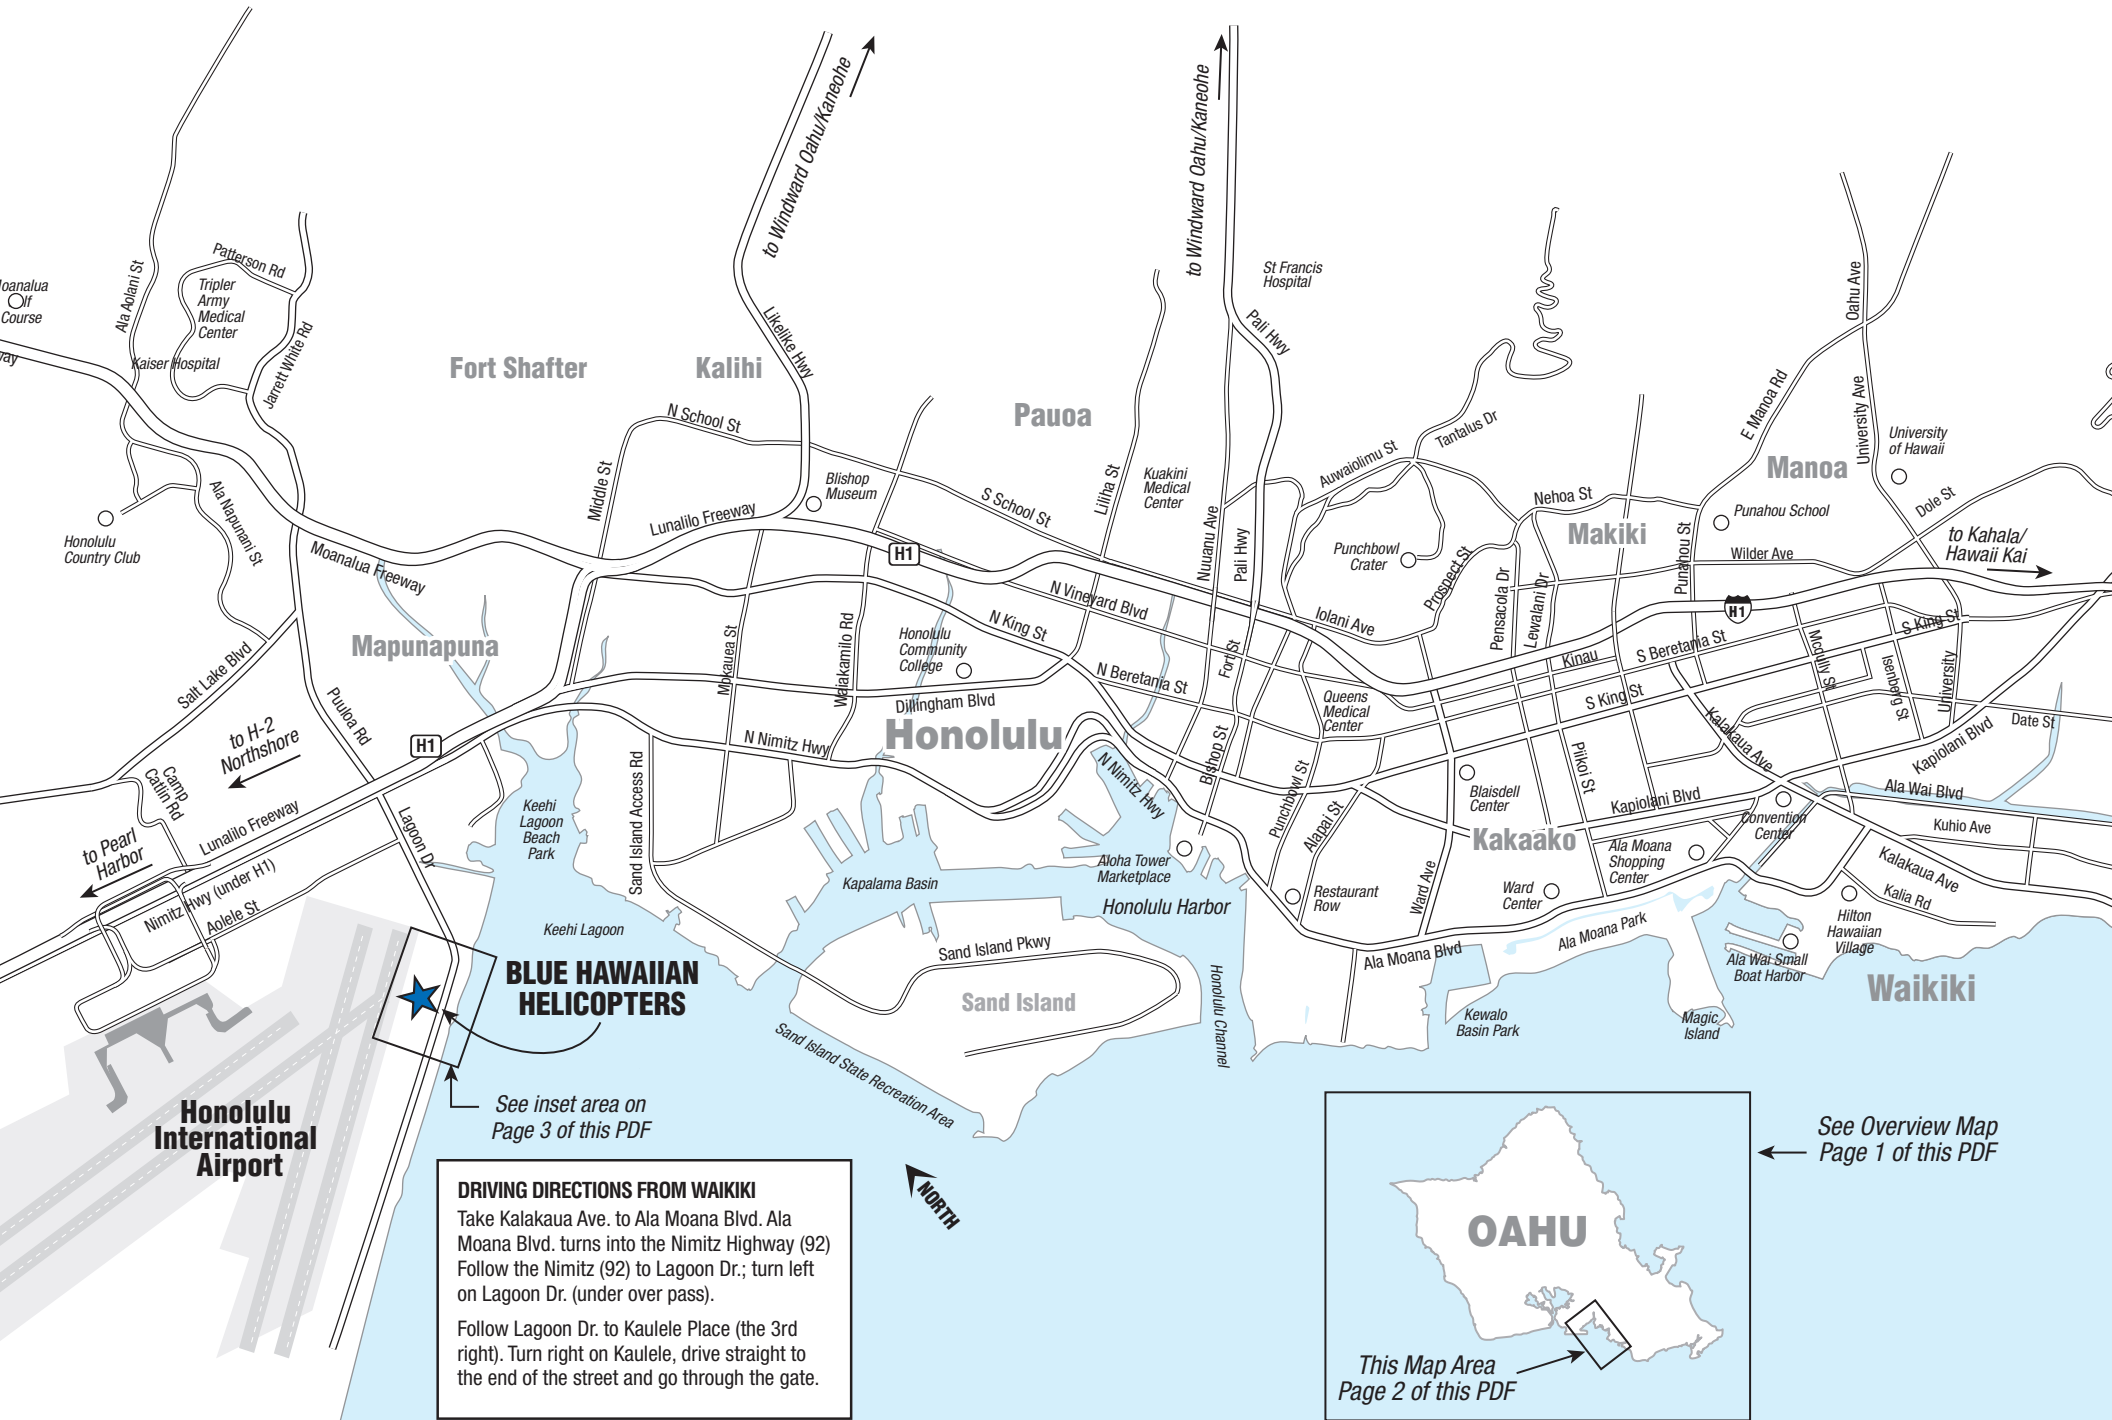 to Windward Oahu/Kaneohe
to Windward Oahu/Kaneohe
St Francis
Hospital
Patterson Rd
Tripler
Army
Medical
Center
Ala Aolani St
Kaiser Hospital
Jarrett White Rd
oanalua
lf
Course
way
Fort Shafter
Kalihi
Likelike Hwy
Pauoa
Pali Hwy
N School St
Middle St
Blishop
Museum
Lunalilo Freeway
S School St
Liliha St
Kuakini
Medical
Center
Nuuanu Ave
Pali Hwy
Auwaiolimu St
Tantalus Dr
Oahu Ave
E Manoa Rd
University Ave
University
of Hawaii
Manoa
Dole St
Nehoa St
Makiki
Punahou St
Punahou School
Wilder Ave
to Kahala/
Hawaii Kai
Honolulu
Country Club
Ala Napunani St
Moanalua Freeway
H1
N Vineyard Blvd
N King St
Punchbowl
Crater
Prospect St
Iolani Ave
Pensacola Dr
Lewalani Dr
H1
Mapunapuna
Mokauea St
Waiakamilo Rd
Honolulu
Community
College
Dillingham Blvd
Honolulu
N Beretania St
Fort St
Queens
Medical
Center
Kinau
S Beretania St
S King St
S King St
Mccully St
Isenberg St
University
Date St
Salt Lake Blvd
Puuloa Rd
to H-2
Northshore
H1
Camp
Catlin Rd
Lunalilo Freeway
to Pearl
Harbor
Nimitz Hwy (under H1)
Aolele St
Lagoon Dr
Keehi
Lagoon
Beach
Park
Sand Island Access Rd
N Nimitz Hwy
N Nimitz Hwy
Bishop St
Punchbowl St
Alapai St
Blaisdell
Center
Piikoi St
Kalakaua Ave
Kapiolani Blvd
Kapiolani Blvd
Ala Wai Blvd
Kuhio Ave
Convention
Center
Kakaako
Ala Moana
Shopping
Center
Ward Ave
Ward
Center
Restaurant
Row
Aloha Tower
Marketplace
Kapalama Basin
Honolulu Harbor
Kalakaua Ave
Kalia Rd
Hilton
Hawaiian
Village
Ala Moana Park
Ala Moana Blvd
Ala Wai Small
Boat Harbor
Waikiki
Keehi Lagoon
Sand Island Pkwy
Sand Island
Honolulu Channel
Kewalo
Basin Park
Magic
Island
BLUE HAWAIIAN
HELICOPTERS
Sand Island State Recreation Area
See inset area on
Page 3 of this PDF
Honolulu
International
Airport
NORTH
DRIVING DIRECTIONS FROM WAIKIKI
Take Kalakaua Ave. to Ala Moana Blvd. Ala
Moana Blvd. turns into the Nimitz Highway (92)
Follow the Nimitz (92) to Lagoon Dr.; turn left
on Lagoon Dr. (under over pass).
Follow Lagoon Dr. to Kaulele Place (the 3rd
right). Turn right on Kaulele, drive straight to
the end of the street and go through the gate.
OAHU
This Map Area
Page 2 of this PDF
See Overview Map
Page 1 of this PDF